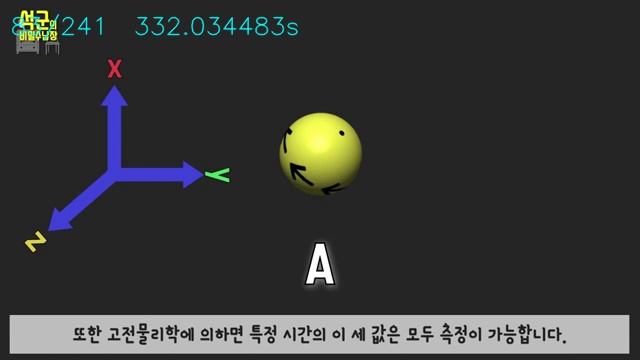 석군의
비밀수납장
/241 332.034483s
X
Y
Z
A
또한 고전물리학에 의하면 특정 시간의 이 세 값은 모두 측정이 가능합니다.